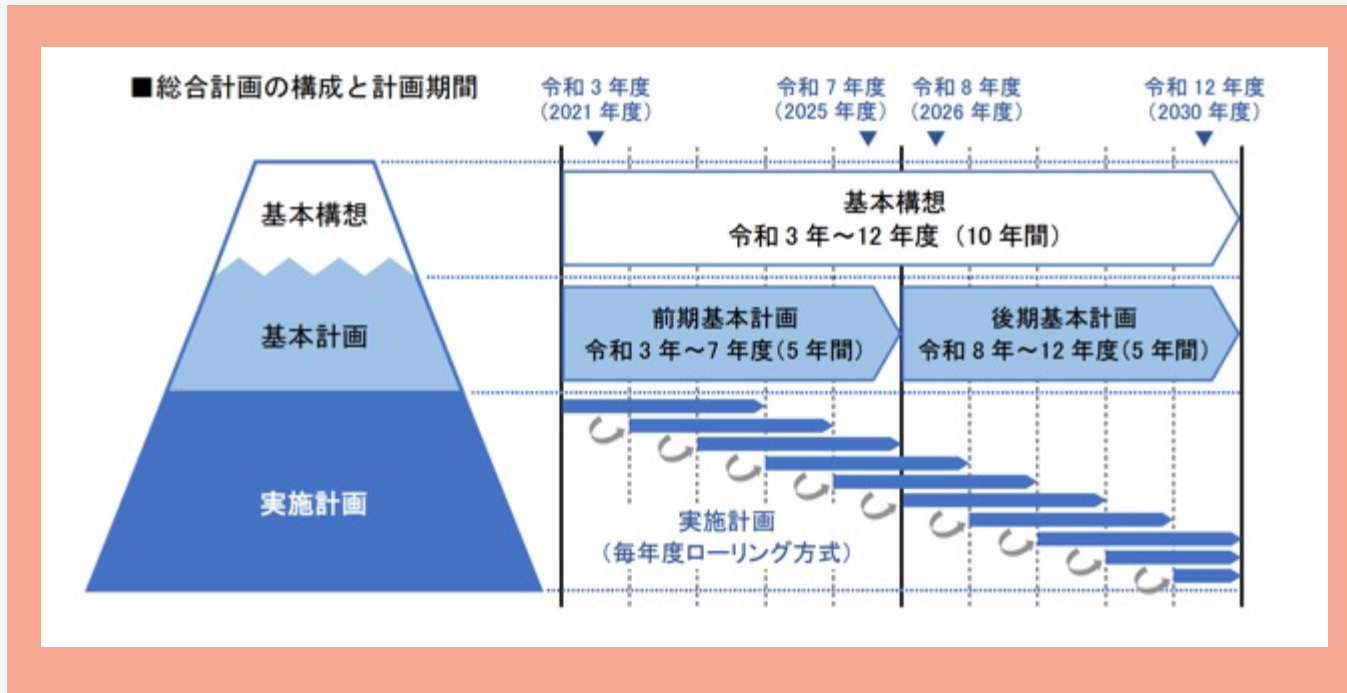 ■総合計画の構成と計画期間
令和 3 年度
(2021 年度)
令和 7 年度
(2025 年度)
令和 8 年度
(2026 年度)
令和 12 年度
(2030 年度)
基本構想
基本計画
実施計画
基本構想
令和 3 年～12 年度（10 年間）
前期基本計画
令和 3 年～7 年度(5 年間)
後期基本計画
令和 8 年～12 年度(5 年間)
実施計画
（毎年度ローリング方式）